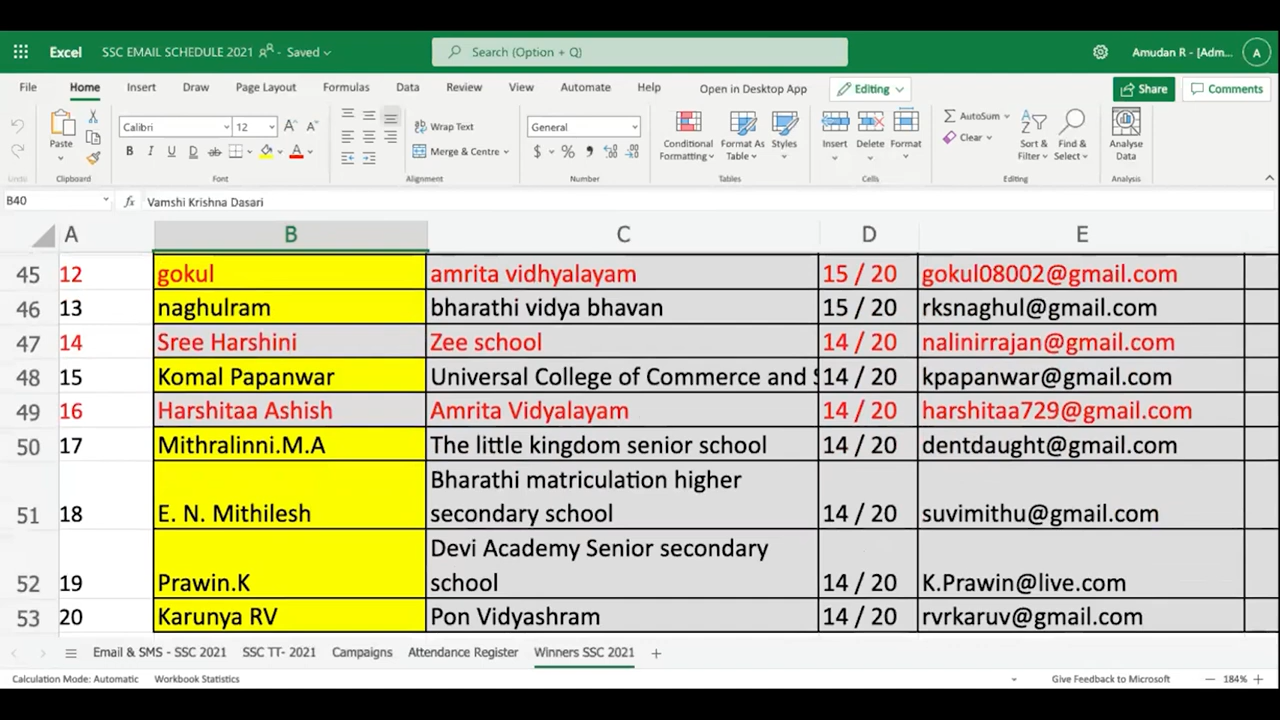 Excel SSC EMAIL SCHEDULE 2021 - Saved Search (Option + Q) Amudan R - [Adm... A
File Home Insert Draw Page Layout Formulas Data Review View Automate Help Open in Desktop App Editing Share Comments
Calibri 12 Wrap Text General AutoSum
Paste B I U D ab A Merge & Centre $ % 9 Conditional Formatting Format As Table Styles Insert Delete Format Clear Sort & Filter Find & Select Analyse Data
Undo Clipboard Font Alignment Number Tables Cells Editing Analysis
B40 fx Vamshi Krishna Dasari
A B C D E
45 12 gokul amrita vidhyalayam 15 / 20 gokul08002@gmail.com
46 13 naghulram bharathi vidya bhavan 15 / 20 rksnaghul@gmail.com
47 14 Sree Harshini Zee school 14 / 20 nalinirrajan@gmail.com
48 15 Komal Papanwar Universal College of Commerce and S 14 / 20 kpapanwar@gmail.com
49 16 Harshitaa Ashish Amrita Vidyalayam 14 / 20 harshitaa729@gmail.com
50 17 Mithralinni.M.A The little kingdom senior school 14 / 20 dentdaught@gmail.com
Bharathi matriculation higher
51 18 E. N. Mithilesh secondary school 14 / 20 suvimithu@gmail.com
Devi Academy Senior secondary
52 19 Prawin.K school 14 / 20 K.Prawin@live.com
53 20 Karunya RV Pon Vidyashram 14 / 20 rvrkaruv@gmail.com
Email & SMS - SSC 2021 SSC TT- 2021 Campaigns Attendance Register Winners SSC 2021 +
Calculation Mode: Automatic Workbook Statistics Give Feedback to Microsoft — 184% +